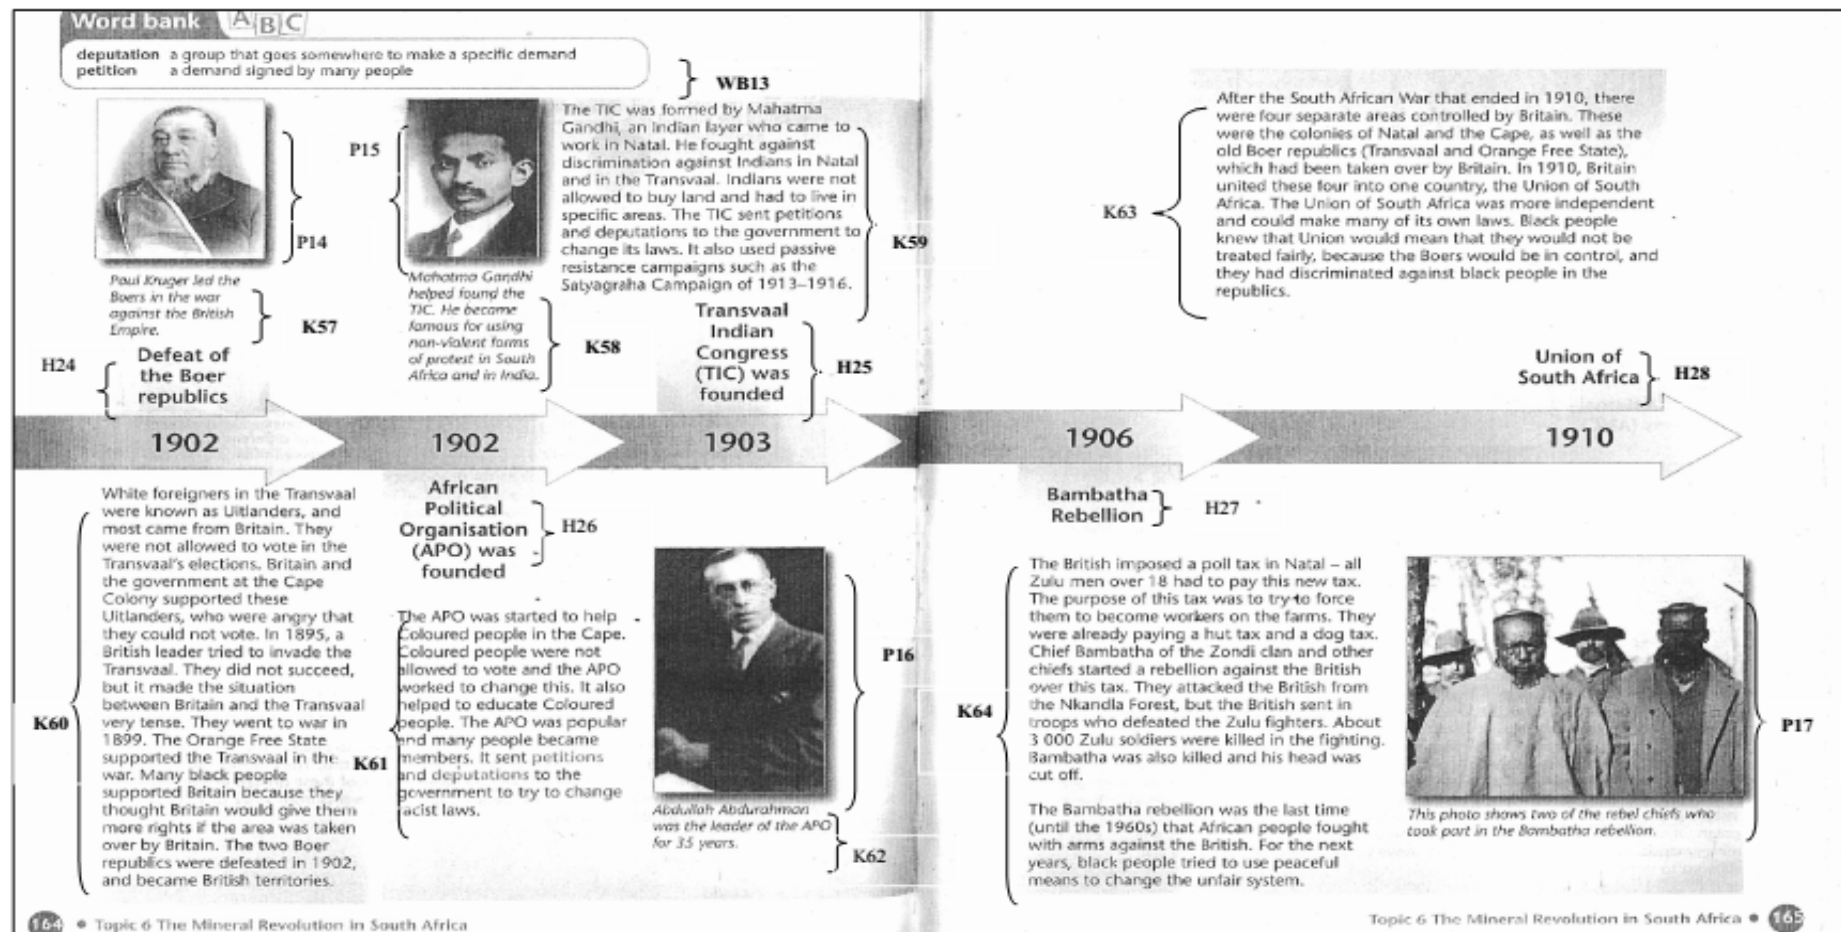 Word bank ABC
deputation a group that goes somewhere to make a specific demand
petition a demand signed by many people
WB13
P14
Paul Kruger led the
Boers in the war
against the British
Empire.
K57
H24
Defeat of
the Boer
republics
P15
Mahatma Gandhi
helped found the
TIC. He became
famous for using
non-violent forms
of protest in South
Africa and in India.
K58
The TIC was formed by Mahatma
Gandhi, an Indian layer who came to
work in Natal. He fought against
discrimination against Indians in Natal
and in the Transvaal. Indians were not
allowed to buy land and had to live in
specific areas. The TIC sent petitions
and deputations to the government to
change its laws. It also used passive
resistance campaigns such as the
Satyagraha Campaign of 1913–1916.
K59
Transvaal
Indian
Congress
(TIC) was
founded
H25
K63
After the South African War that ended in 1910, there
were four separate areas controlled by Britain. These
were the colonies of Natal and the Cape, as well as the
old Boer republics (Transvaal and Orange Free State),
which had been taken over by Britain. In 1910, Britain
united these four into one country, the Union of South
Africa. The Union of South Africa was more independent
and could make many of its own laws. Black people
knew that Union would mean that they would not be
treated fairly, because the Boers would be in control, and
they had discriminated against black people in the
republics.
Union of
South Africa
H28
1902
1902
1903
1906
1910
White foreigners in the Transvaal
were known as Uitlanders, and
most came from Britain. They
were not allowed to vote in the
Transvaal's elections. Britain and
the government at the Cape
Colony supported these
Uitlanders, who were angry that
they could not vote. In 1895, a
British leader tried to invade the
Transvaal. They did not succeed,
but it made the situation
between Britain and the Transvaal
very tense. They went to war in
1899. The Orange Free State
supported the Transvaal in the
war. Many black people
supported Britain because they
thought Britain would give them
more rights if the area was taken
over by Britain. The two Boer
republics were defeated in 1902,
and became British territories.
K60
African
Political
Organisation
(APO) was
founded
H26
The APO was started to help
Coloured people in the Cape.
Coloured people were not
allowed to vote and the APO
worked to change this. It also
helped to educate Coloured
people. The APO was popular
and many people became
members. It sent petitions
and deputations to the
government to try to change
racist laws.
K61
P16
Abdullah Abdurahman
was the leader of the APO
for 35 years.
K62
Bambatha
Rebellion
H27
The British imposed a poll tax in Natal – all
Zulu men over 18 had to pay this new tax.
The purpose of this tax was to try to force
them to become workers on the farms. They
were already paying a hut tax and a dog tax.
Chief Bambatha of the Zondi clan and other
chiefs started a rebellion against the British
over this tax. They attacked the British from
the Nkandla Forest, but the British sent in
troops who defeated the Zulu fighters. About
3 000 Zulu soldiers were killed in the fighting.
Bambatha was also killed and his head was
cut off.
The Bambatha rebellion was the last time
(until the 1960s) that African people fought
with arms against the British. For the next
years, black people tried to use peaceful
means to change the unfair system.
K64
P17
This photo shows two of the rebel chiefs who
took part in the Bambatha rebellion.
164 • Topic 6 The Mineral Revolution in South Africa
Topic 6 The Mineral Revolution in South Africa • 165